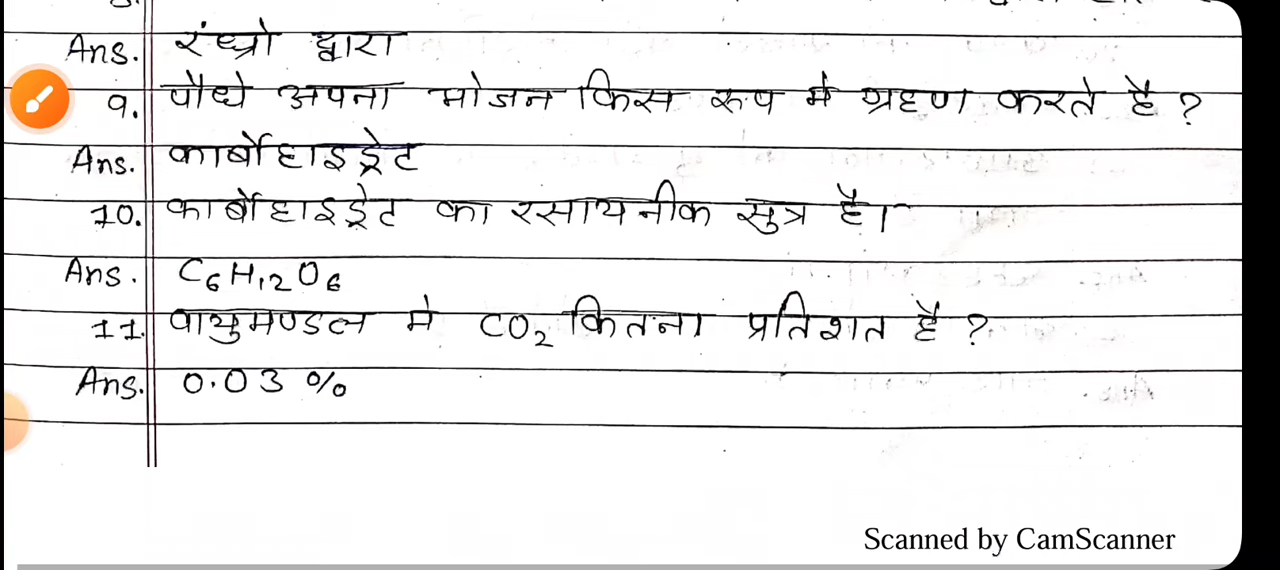 Ans. रंध्रो द्वारा
9. पौधे अपना भोजन किस रूप मे ग्रहण करते है ?
Ans. कार्बोहाइड्रेट
10. कार्बोहाइड्रेट का रसायनीक सुत्र है।
Ans. C₆H₁₂O₆
11. वायुमण्डल मे CO₂ कितना प्रतिशत है ?
Ans. 0.03 %
Scanned by CamScanner